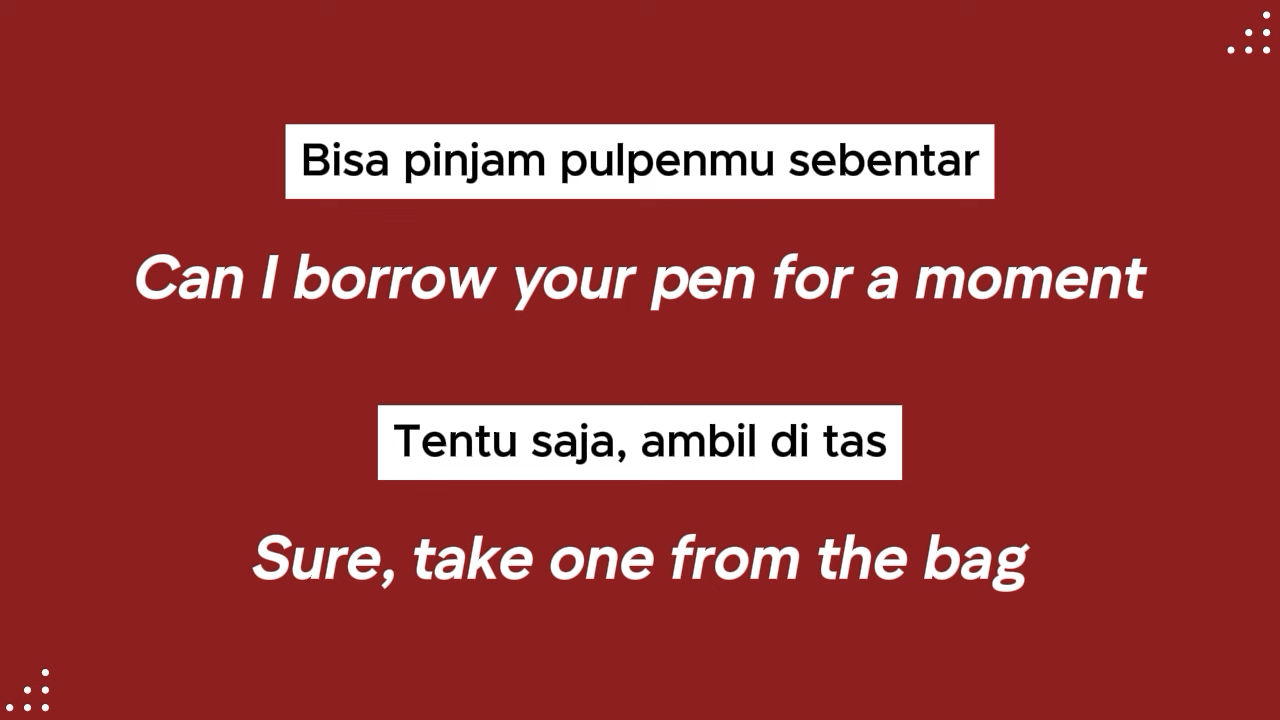 Bisa pinjam pulpenmu sebentar
Can I borrow your pen for a moment
Tentu saja, ambil di tas
Sure, take one from the bag